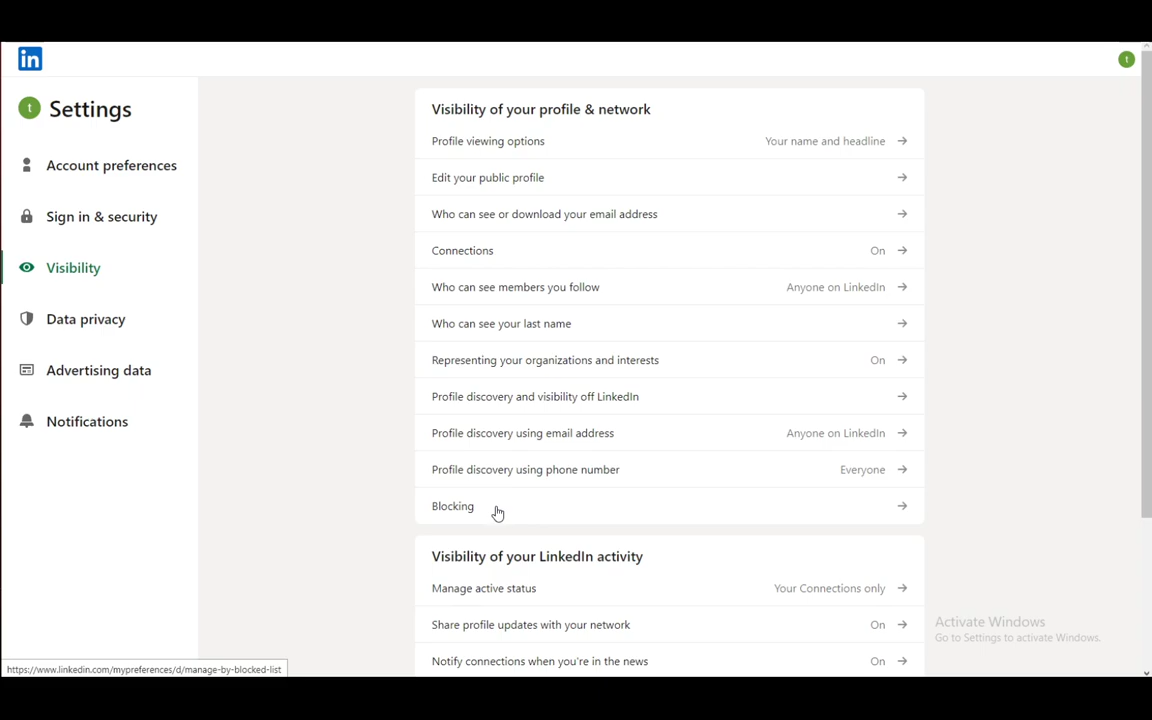 in
t
t Settings
Account preferences
Sign in & security
Visibility
Data privacy
Advertising data
Notifications
Visibility of your profile & network
Profile viewing options Your name and headline
Edit your public profile
Who can see or download your email address
Connections On
Who can see members you follow Anyone on LinkedIn
Who can see your last name
Representing your organizations and interests On
Profile discovery and visibility off LinkedIn
Profile discovery using email address Anyone on LinkedIn
Profile discovery using phone number Everyone
Blocking
Visibility of your LinkedIn activity
Manage active status Your Connections only
Share profile updates with your network On
Notify connections when you're in the news On
Activate Windows
Go to Settings to activate Windows.
https://www.linkedin.com/mypreferences/d/manage-by-blocked-list